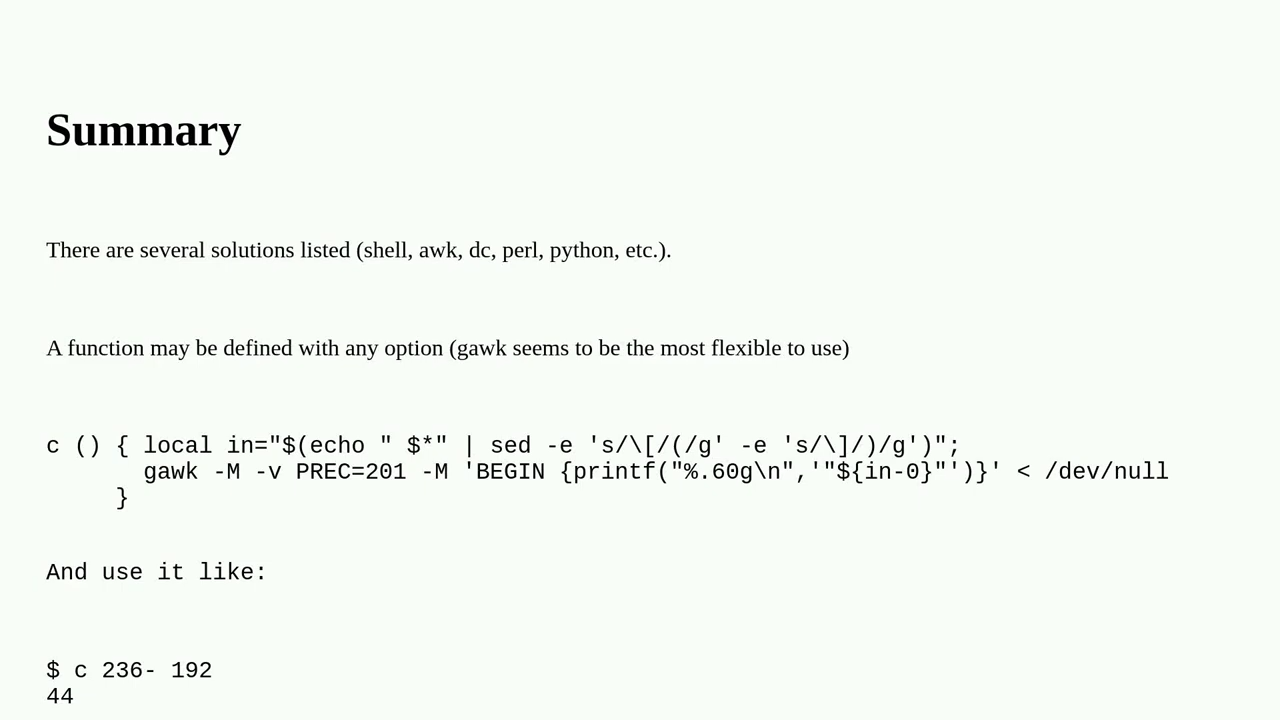 Summary
There are several solutions listed (shell, awk, dc, perl, python, etc.).
A function may be defined with any option (gawk seems to be the most flexible to use)
c () { local in="$(echo " $*" | sed -e 's/\[/(/g' -e 's/\]/)/g')";
       gawk -M -v PREC=201 -M 'BEGIN {printf("%.60g\n",'"${in-0}"')}' < /dev/null
     }
And use it like:
$ c 236- 192
44